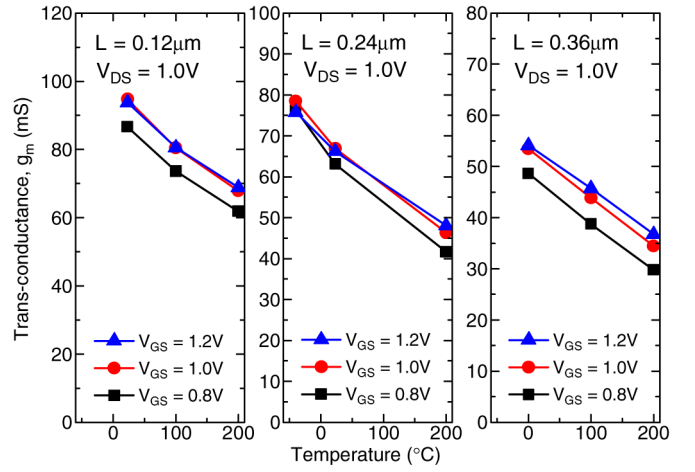 L = 0.12μm
V_DS = 1.0V
120
100
80
60
40
20
0
V_GS = 1.2V
V_GS = 1.0V
V_GS = 0.8V
0 100 200
Trans-conductance, g_m (mS)
L = 0.24μm
V_DS = 1.0V
100
90
80
70
60
50
40
30
20
10
0
V_GS = 1.2V
V_GS = 1.0V
V_GS = 0.8V
0 100 200
L = 0.36μm
V_DS = 1.0V
80
70
60
50
40
30
20
10
0
V_GS = 1.2V
V_GS = 1.0V
V_GS = 0.8V
0 100 200
Temperature (°C)